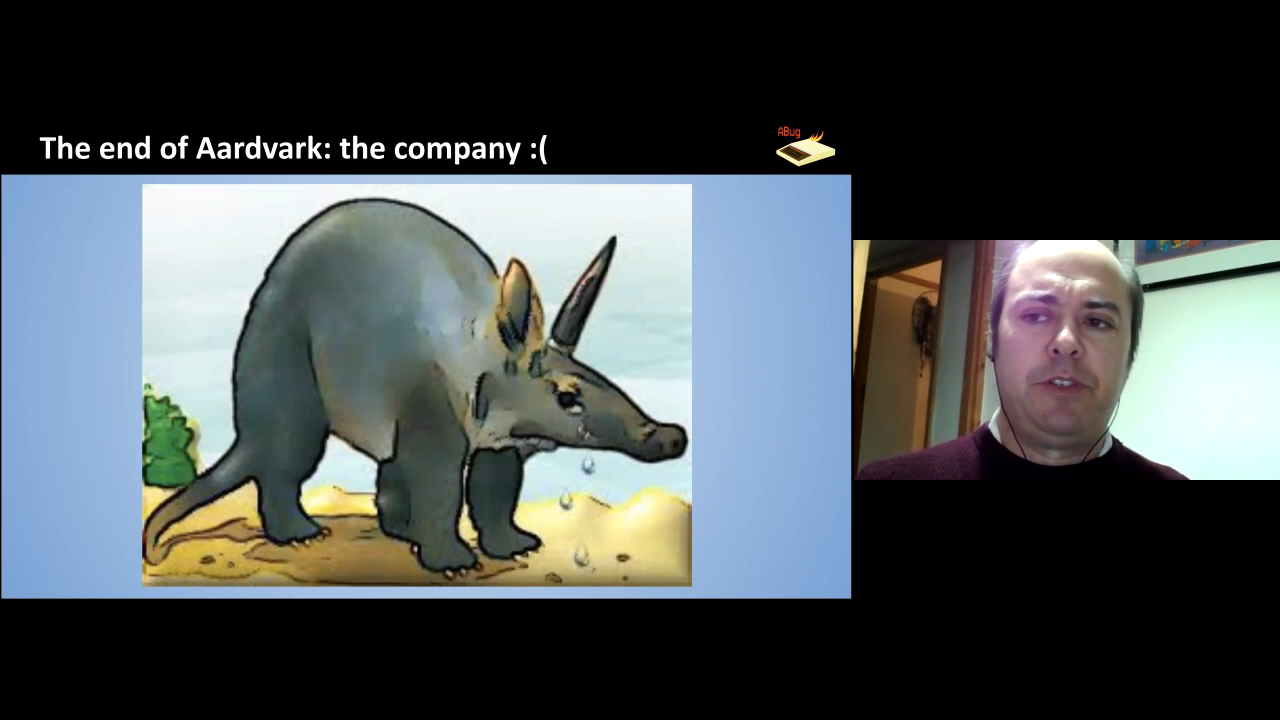 The end of Aardvark: the company :(
ABug